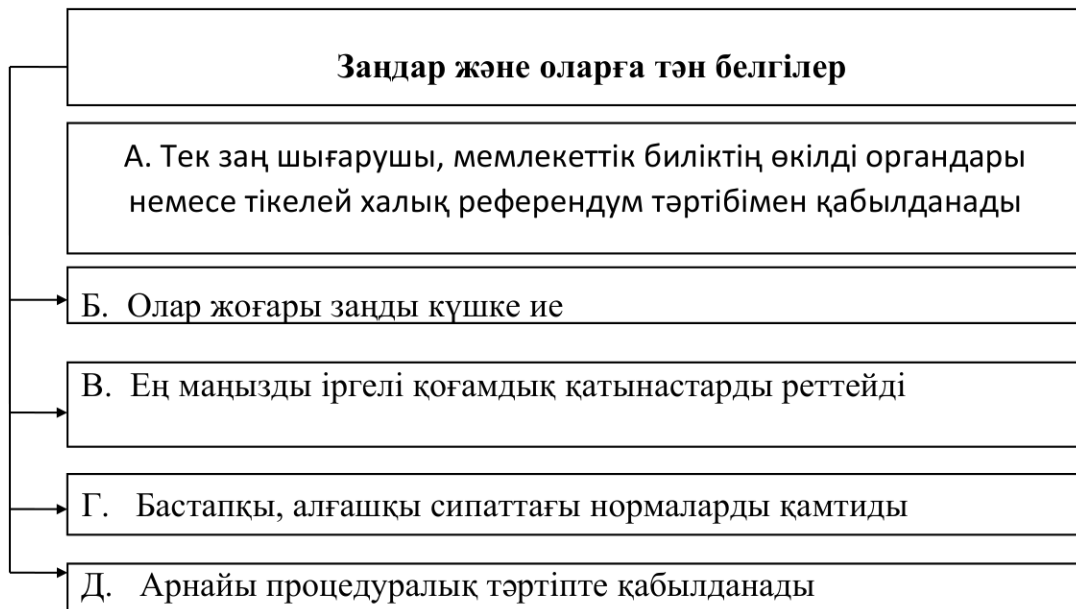 Заңдар және оларға тән белгілер
А. Тек заң шығарушы, мемлекеттік биліктің өкілді органдары
немесе тікелей халық референдум тәртібімен қабылданады
Б. Олар жоғары заңды күшке ие
В. Ең маңызды іргелі қоғамдық қатынастарды реттейді
Г. Бастапқы, алғашқы сипаттағы нормаларды қамтиды
Д. Арнайы процедуралық тәртіпте қабылданады